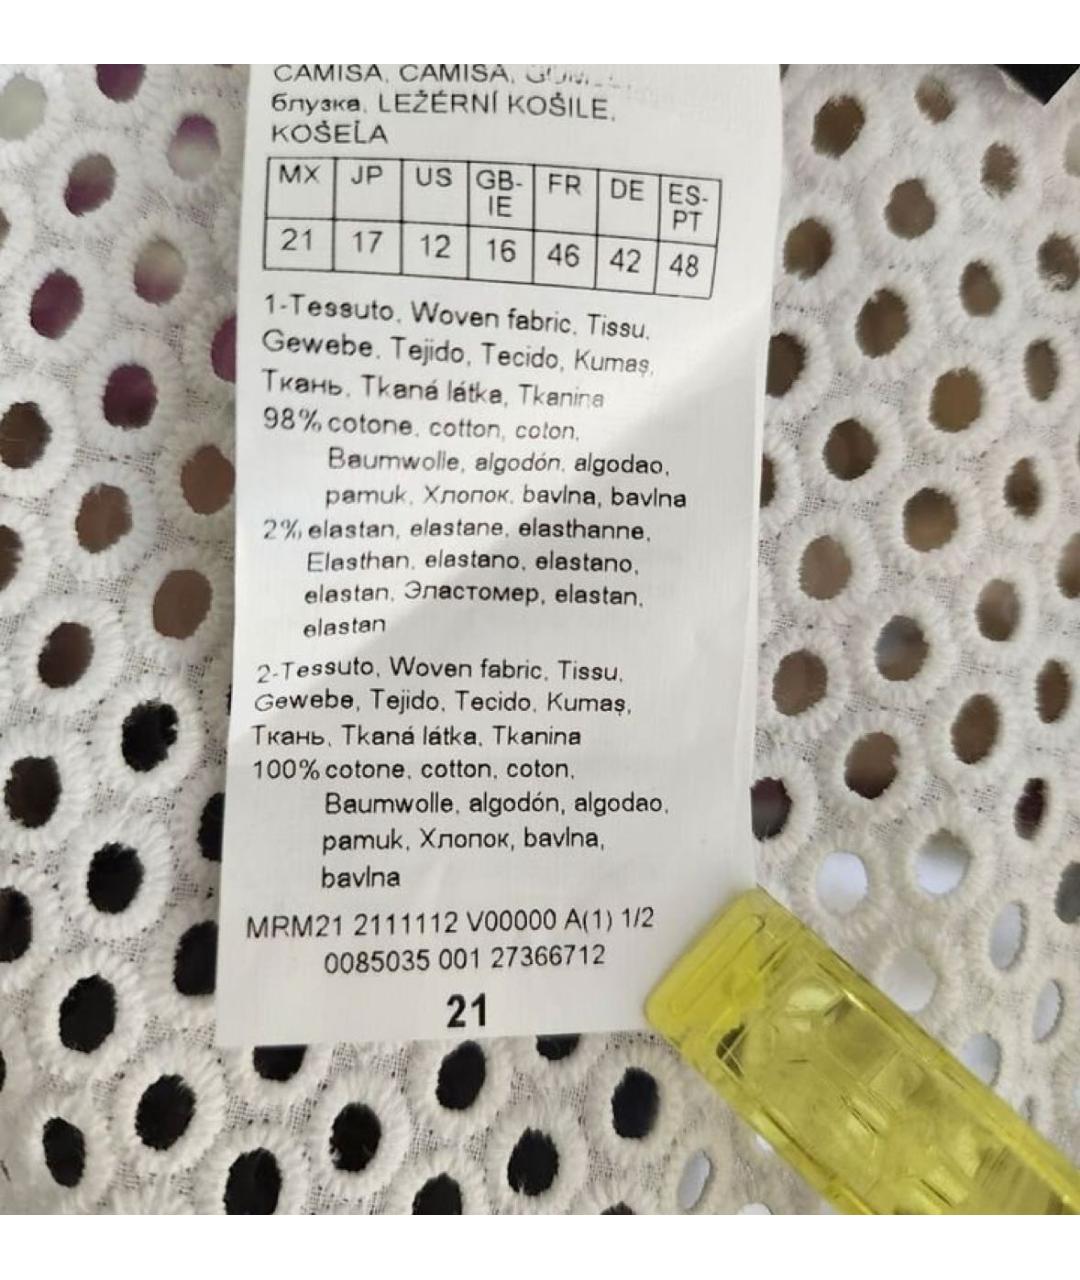 CAMISA, CAMISA,
блузка, LEŽÉRNÍ KOŠILE,
KOŠEĽA
MX JP US GB-IE FR DE ES-PT
21 17 12 16 46 42 48
1-Tessuto, Woven fabric, Tissu,
Gewebe, Tejido, Tecido, Kumaş,
Ткань, Tkaná látka, Tkanina
98% cotone, cotton, coton,
Baumwolle, algodón, algodao,
pamuk, Хлопок, bavlna, bavlna
2% elastan, elastane, elasthanne,
Elasthan, elastano, elastano,
elastan, Эластомер, elastan,
elastan
2-Tessuto, Woven fabric, Tissu,
Gewebe, Tejido, Tecido, Kumaş,
Ткань, Tkaná látka, Tkanina
100% cotone, cotton, coton,
Baumwolle, algodón, algodao,
pamuk, Хлопок, bavlna,
bavlna
MRM21 2111112 V00000 A(1) 1/2
0085035 001 27366712
21